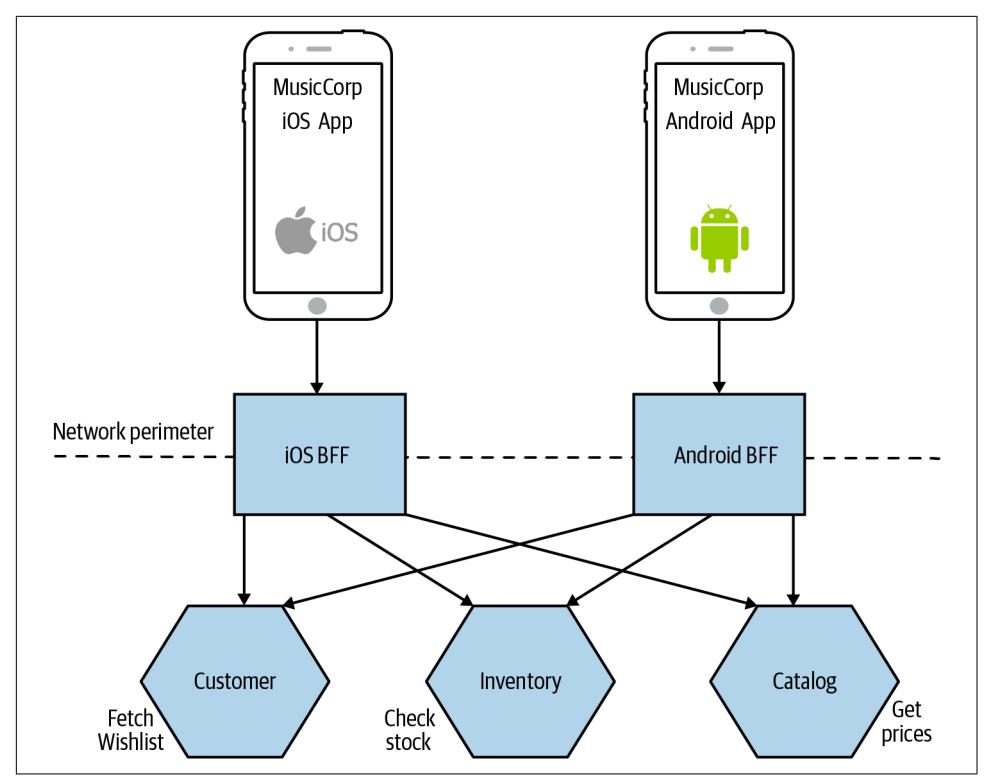 MusicCorp
iOS App
iOS
MusicCorp
Android App
Network perimeter
iOS BFF
Android BFF
Customer
Fetch
Wishlist
Inventory
Check
stock
Catalog
Get
prices